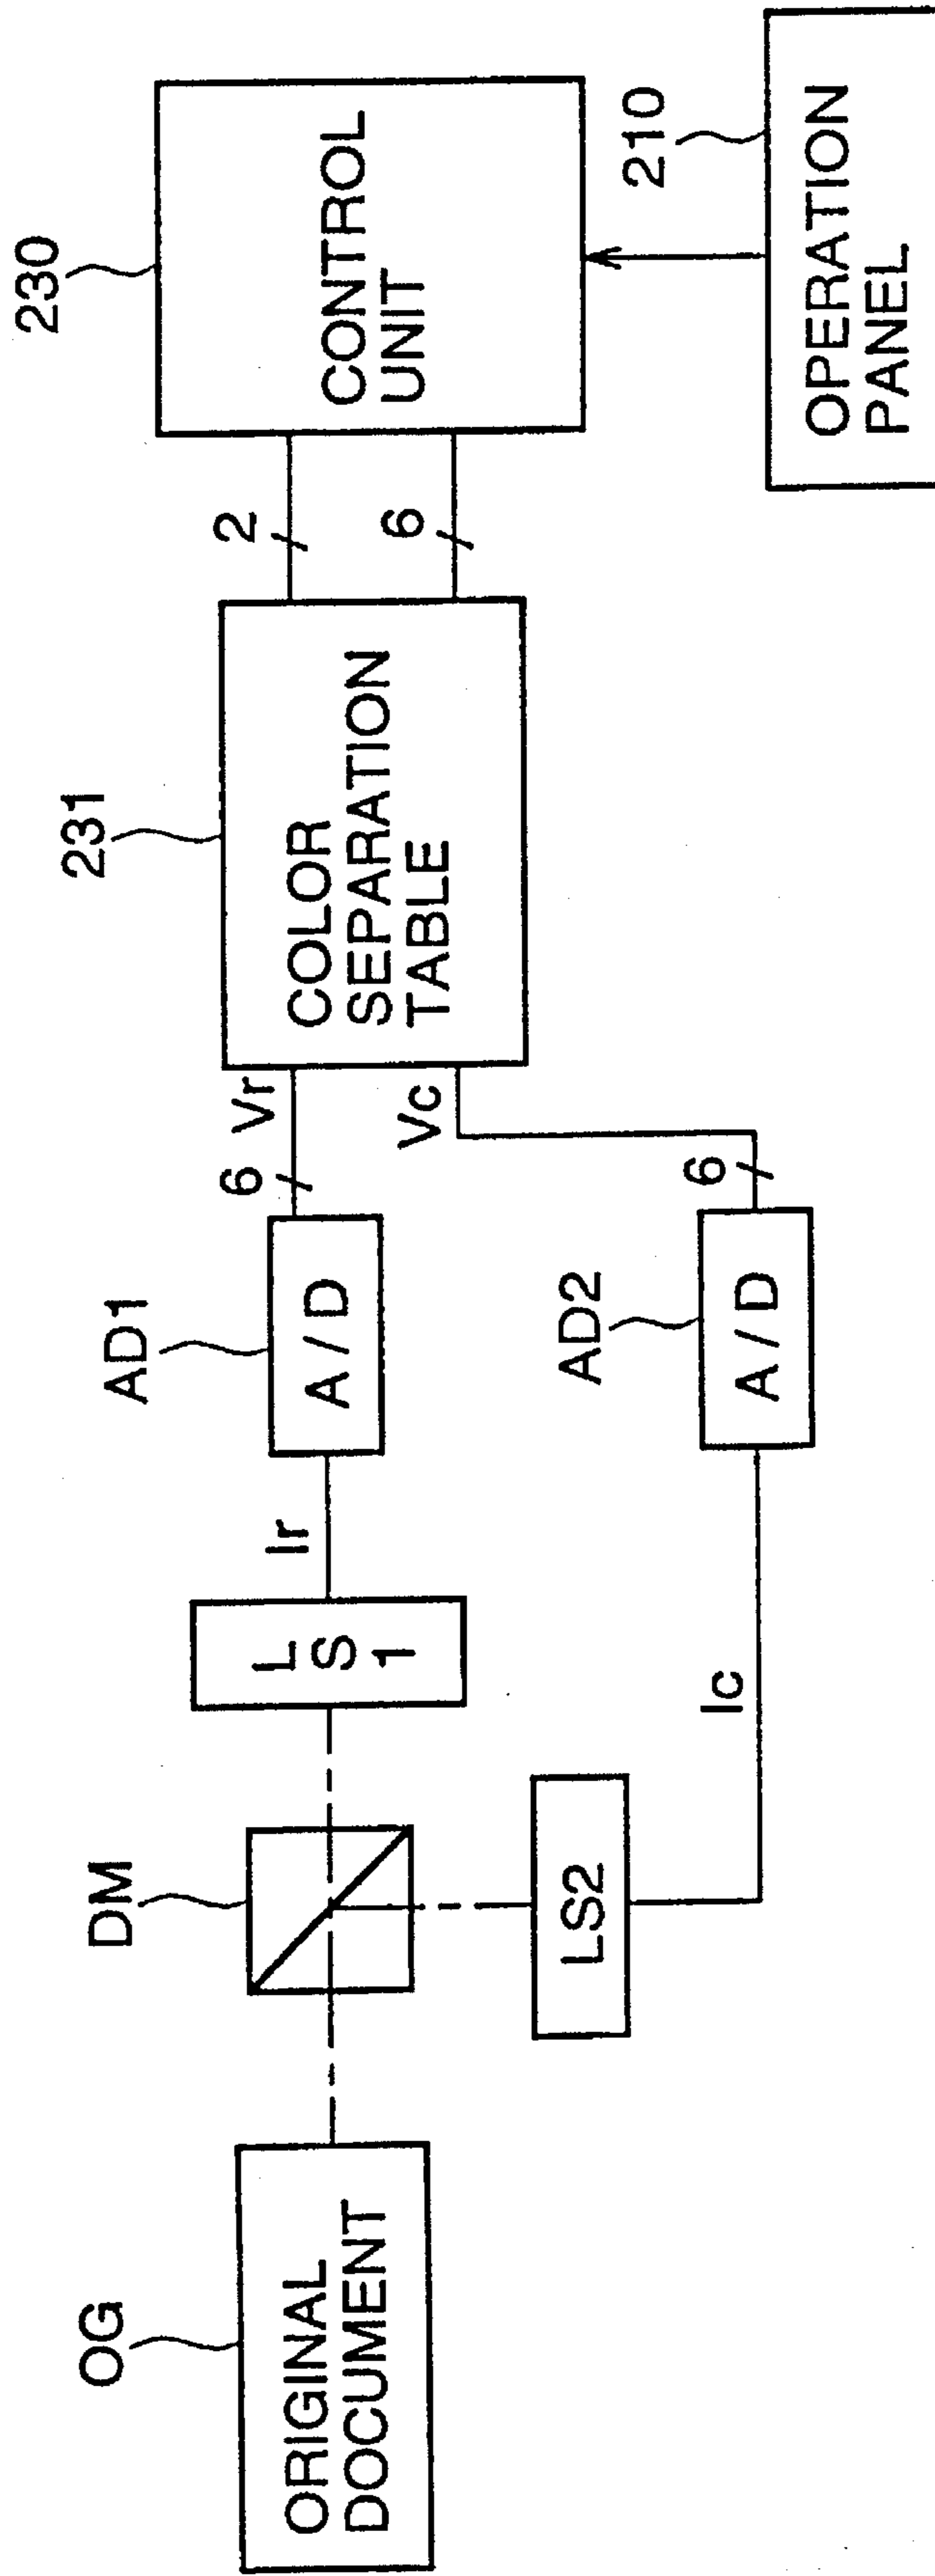 OG
ORIGINAL
DOCUMENT
DM
LS1
LS2
Ir
Ic
AD1
A / D
AD2
A / D
6
Vr
6
Vc
231
COLOR
SEPARATION
TABLE
2
6
230
CONTROL
UNIT
210
OPERATION
PANEL